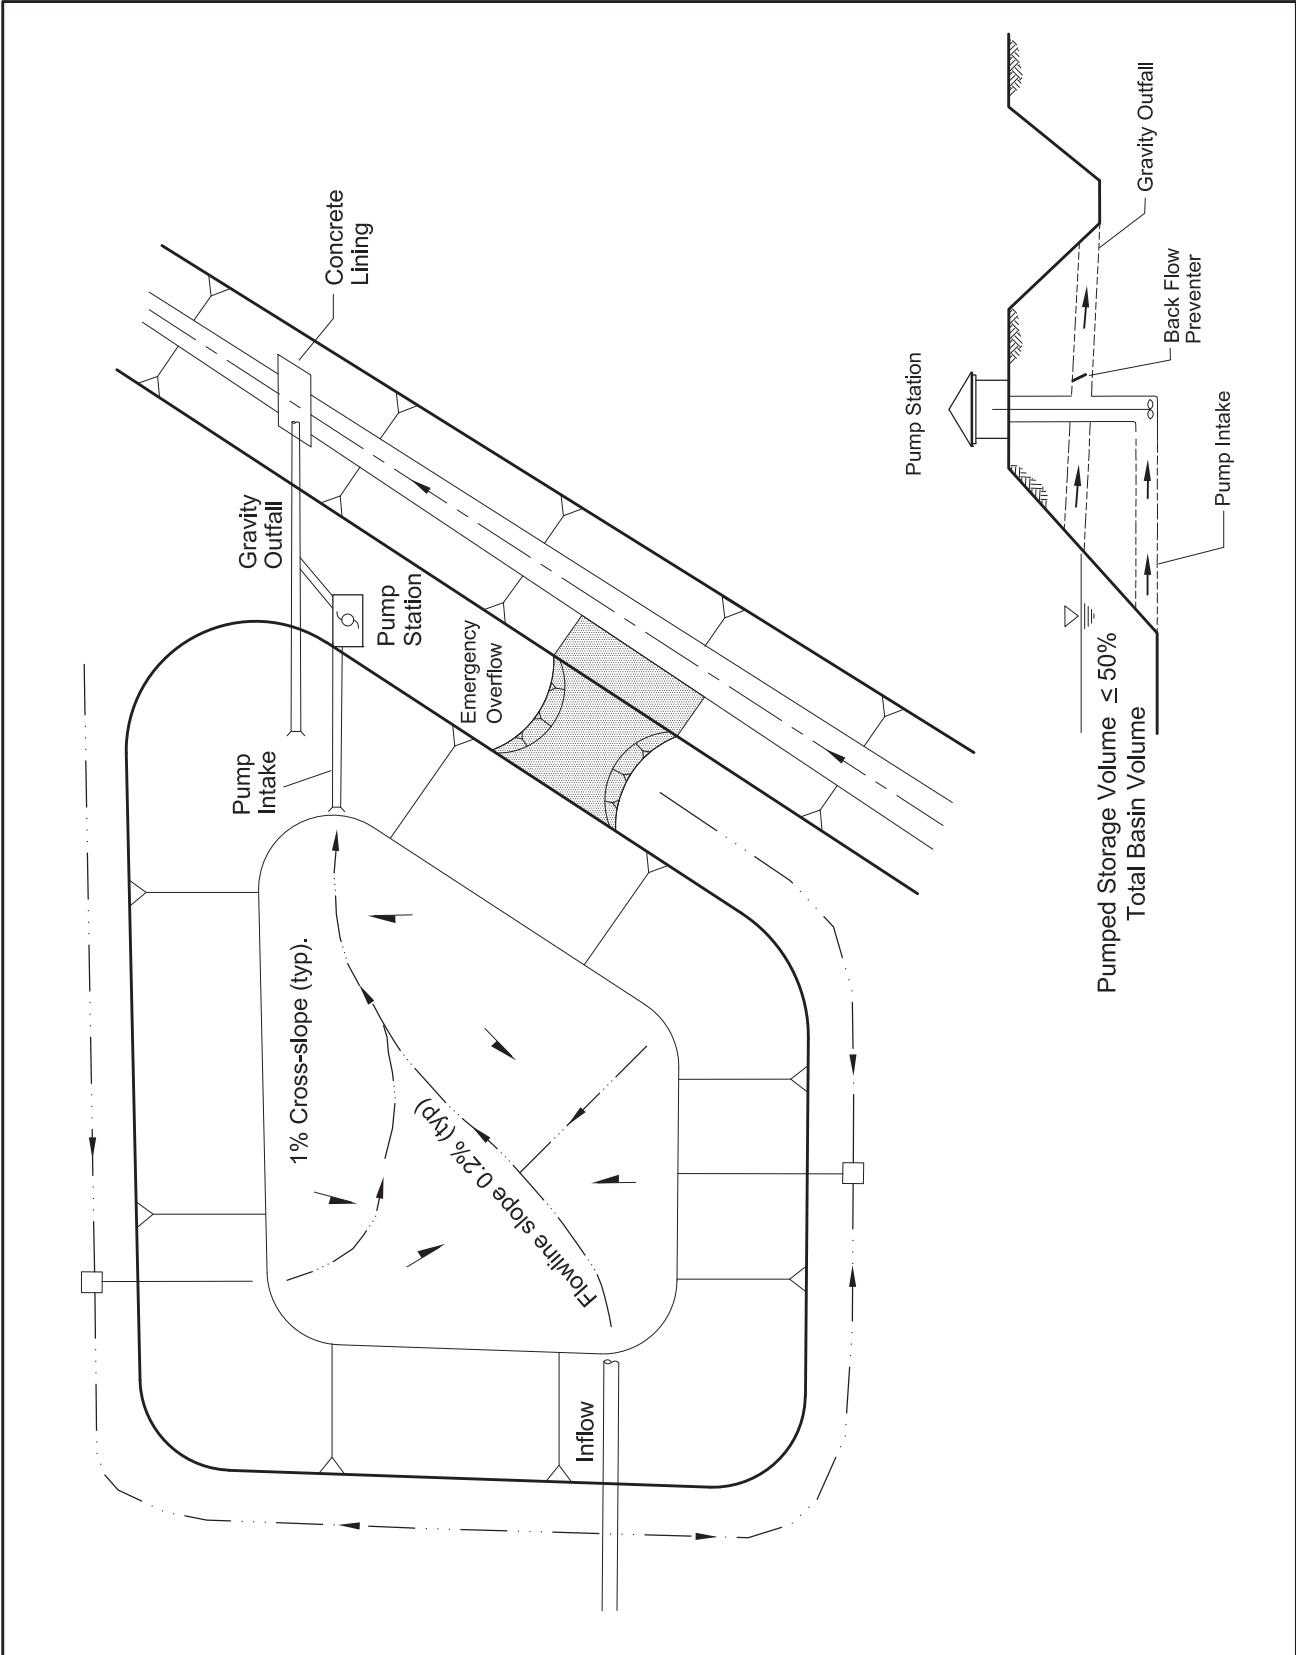 Concrete
Lining
Gravity
Outfall
Pump
Station
Emergency
Overflow
Pump
Intake
1% Cross-slope (typ).
Flowline slope 0.2% (typ)
Inflow
Pump Station
Gravity Outfall
Back Flow
Preventer
Pump Intake
Pumped Storage Volume ≤ 50%
Total Basin Volume